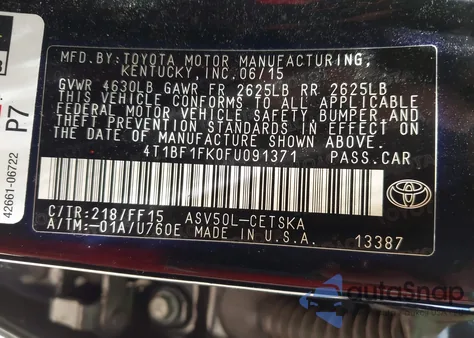 MFD. BY: TOYOTA MOTOR MANUFACTURING,
KENTUCKY, INC. 06/15
GVWR 4630LB GAWR FR 2625LB RR 2625LB
THIS VEHICLE CONFORMS TO ALL APPLICABLE
FEDERAL MOTOR VEHICLE SAFETY, BUMPER, AND
THEFT PREVENTION STANDARDS IN EFFECT ON
THE DATE OF MANUFACTURE SHOWN ABOVE.
4T1BF1FK0FU091371 PASS. CAR
C/TR: 218/FF15 ASV50L-CETSKA
A/TM: -01A/U760E MADE IN U.S.A. 13387
TOYOTA
42661-06722 P7
autoSnap